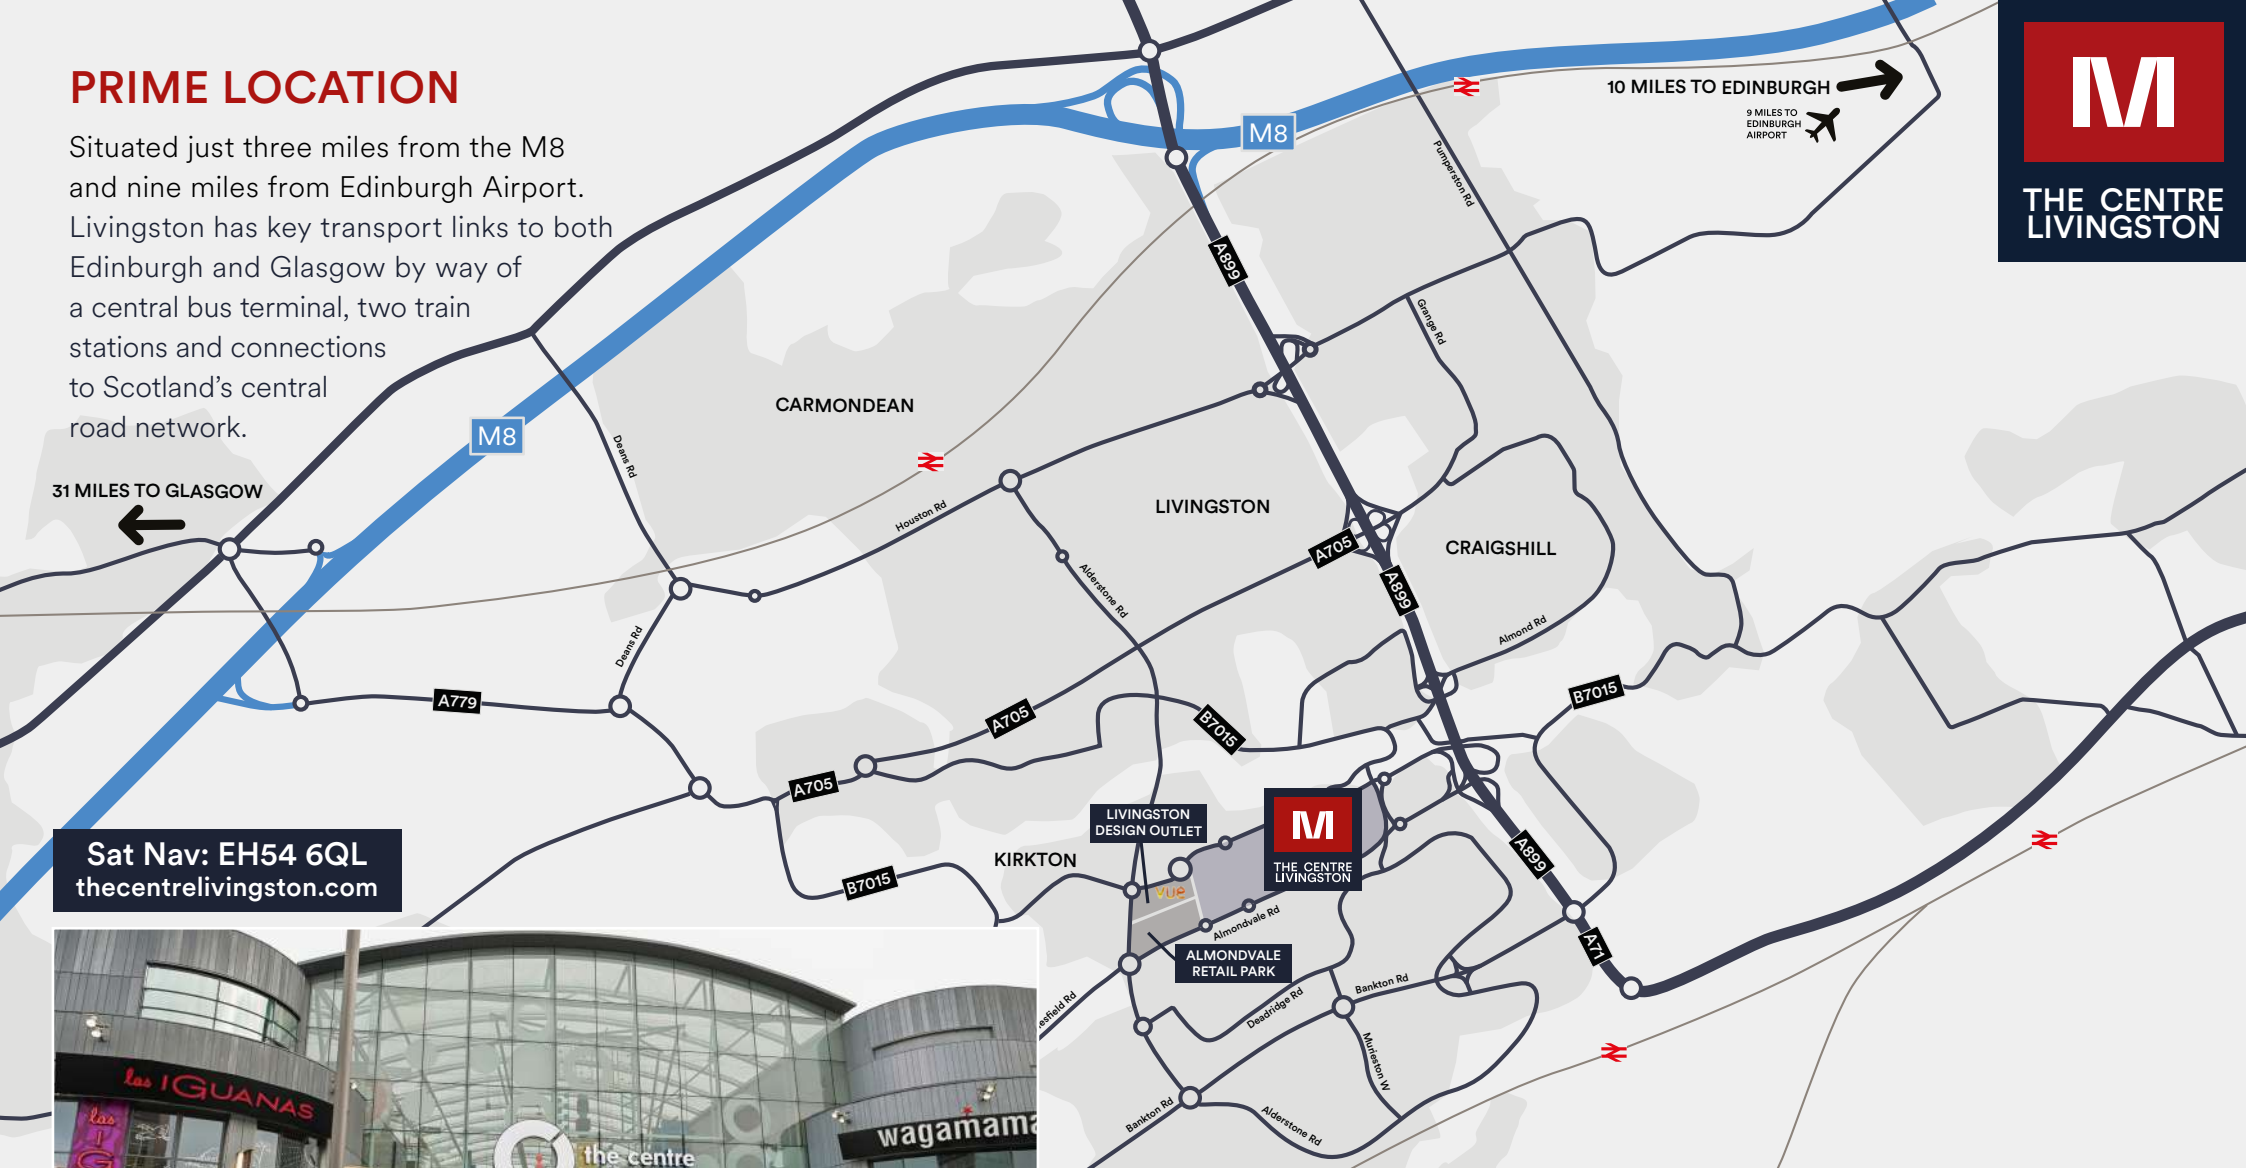 PRIME LOCATION
Situated just three miles from the M8
and nine miles from Edinburgh Airport.
Livingston has key transport links to both
Edinburgh and Glasgow by way of
a central bus terminal, two train
stations and connections
to Scotland's central
road network.
31 MILES TO GLASGOW
10 MILES TO EDINBURGH
9 MILES TO
EDINBURGH
AIRPORT
M
THE CENTRE
LIVINGSTON
M8
M8
Pumperston Rd
A899
Grange Rd
CARMONDEAN
Deans Rd
Houston Rd
LIVINGSTON
A705
CRAIGSHILL
A899
Alderstone Rd
Almond Rd
Deans Rd
A779
A705
B7015
B7015
A705
LIVINGSTON
DESIGN OUTLET
M
THE CENTRE
LIVINGSTON
KIRKTON
B7015
vue
A899
Almondvale Rd
ALMONDVALE
RETAIL PARK
A71
Bankton Rd
Deadridge Rd
esfield Rd
Murieston W
Bankton Rd
Alderstone Rd
Sat Nav: EH54 6QL
thecentrelivingston.com
las IGUANAS
las
I
G
the centre
wagamama